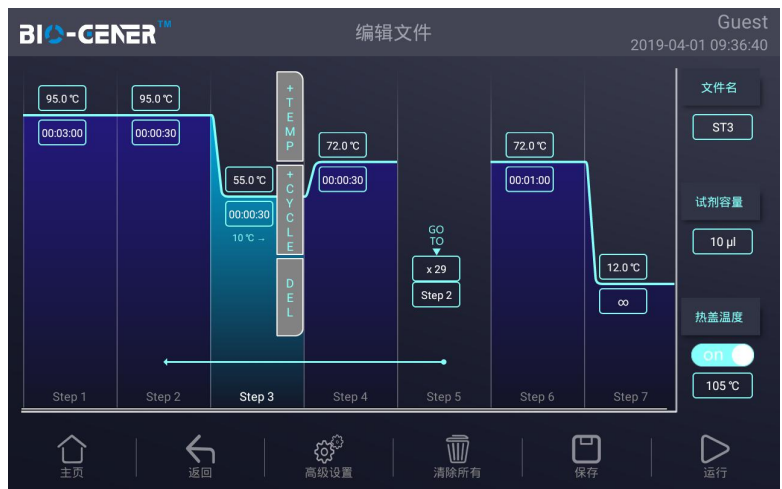 BIO-GENER™
编辑文件
Guest
2019-04-01 09:36:40
95.0 ℃
00:03:00
Step 1
95.0 ℃
00:00:30
Step 2
55.0 ℃
00:00:30
10 ℃ →
Step 3
+TEMP
+CYCLE
DEL
72.0 ℃
00:00:30
Step 4
GO
TO
x 29
Step 2
Step 5
72.0 ℃
00:01:00
Step 6
12.0 ℃
∞
Step 7
文件名
ST3
试剂容量
10 µl
热盖温度
on
105 ℃
主页
返回
高级设置
清除所有
保存
运行